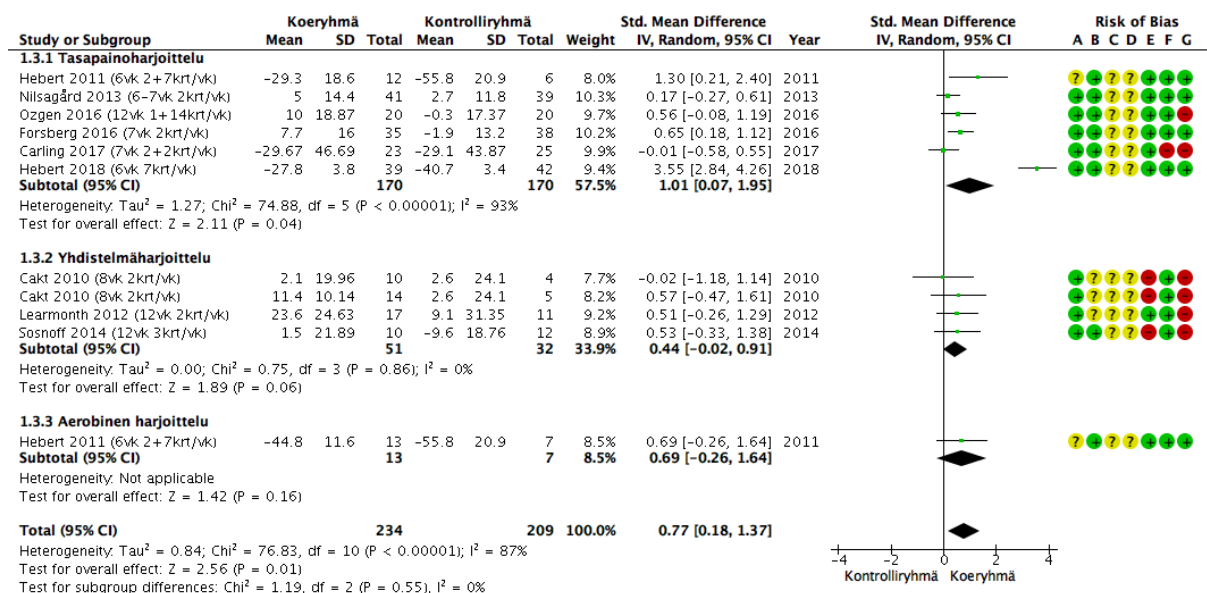 Koeryhmä Kontrolliryhmä Std. Mean Difference Std. Mean Difference Risk of Bias
Study or Subgroup Mean SD Total Mean SD Total Weight IV, Random, 95% CI Year IV, Random, 95% CI A B C D E F G
1.3.1 Tasapainoharjoittelu
Hebert 2011 (6vk 2+7krt/vk) −29.3 18.6 12 −55.8 20.9 6 8.0% 1.30 [0.21, 2.40] 2011 ? + ? ? + + +
Nilsagård 2013 (6−7vk 2krt/vk) 5 14.4 41 2.7 11.8 39 10.3% 0.17 [−0.27, 0.61] 2013 + + ? ? + + +
Ozgen 2016 (12vk 1+14krt/vk) 10 18.87 20 −0.3 17.37 20 9.7% 0.56 [−0.08, 1.19] 2016 + + ? ? + + −
Forsberg 2016 (7vk 2krt/vk) 7.7 16 35 −1.9 13.2 38 10.2% 0.65 [0.18, 1.12] 2016 + + ? ? + + +
Carling 2017 (7vk 2+2krt/vk) −29.67 46.69 23 −29.1 43.87 25 9.9% −0.01 [−0.58, 0.55] 2017 + + ? ? + − −
Hebert 2018 (6vk 7krt/vk) −27.8 3.8 39 −40.7 3.4 42 9.4% 3.55 [2.84, 4.26] 2018 + + ? ? + + +
Subtotal (95% CI) 170 170 57.5% 1.01 [0.07, 1.95]
Heterogeneity: Tau² = 1.27; Chi² = 74.88, df = 5 (P < 0.00001); I² = 93%
Test for overall effect: Z = 2.11 (P = 0.04)
1.3.2 Yhdistelmäharjoittelu
Cakt 2010 (8vk 2krt/vk) 2.1 19.96 10 2.6 24.1 4 7.7% −0.02 [−1.18, 1.14] 2010 + ? ? ? − + −
Cakt 2010 (8vk 2krt/vk) 11.4 10.14 14 2.6 24.1 5 8.2% 0.57 [−0.47, 1.61] 2010 + ? ? ? − + −
Learmonth 2012 (12vk 2krt/vk) 23.6 24.63 17 9.1 31.35 11 9.0% 0.51 [−0.26, 1.29] 2012 + ? ? ? + + −
Sosnoff 2014 (12vk 3krt/vk) 1.5 21.89 10 −9.6 18.76 12 8.9% 0.53 [−0.33, 1.38] 2014 + + ? ? − + −
Subtotal (95% CI) 51 32 33.9% 0.44 [−0.02, 0.91]
Heterogeneity: Tau² = 0.00; Chi² = 0.75, df = 3 (P = 0.86); I² = 0%
Test for overall effect: Z = 1.89 (P = 0.06)
1.3.3 Aerobinen harjoittelu
Hebert 2011 (6vk 2+7krt/vk) −44.8 11.6 13 −55.8 20.9 7 8.5% 0.69 [−0.26, 1.64] 2011 ? + ? ? + + +
Subtotal (95% CI) 13 7 8.5% 0.69 [−0.26, 1.64]
Heterogeneity: Not applicable
Test for overall effect: Z = 1.42 (P = 0.16)
Total (95% CI) 234 209 100.0% 0.77 [0.18, 1.37]
Heterogeneity: Tau² = 0.84; Chi² = 76.83, df = 10 (P < 0.00001); I² = 87%
Test for overall effect: Z = 2.56 (P = 0.01)
Test for subgroup differences: Chi² = 1.19, df = 2 (P = 0.55), I² = 0%
−4 −2 0 2 4
Kontrolliryhmä Koeryhmä